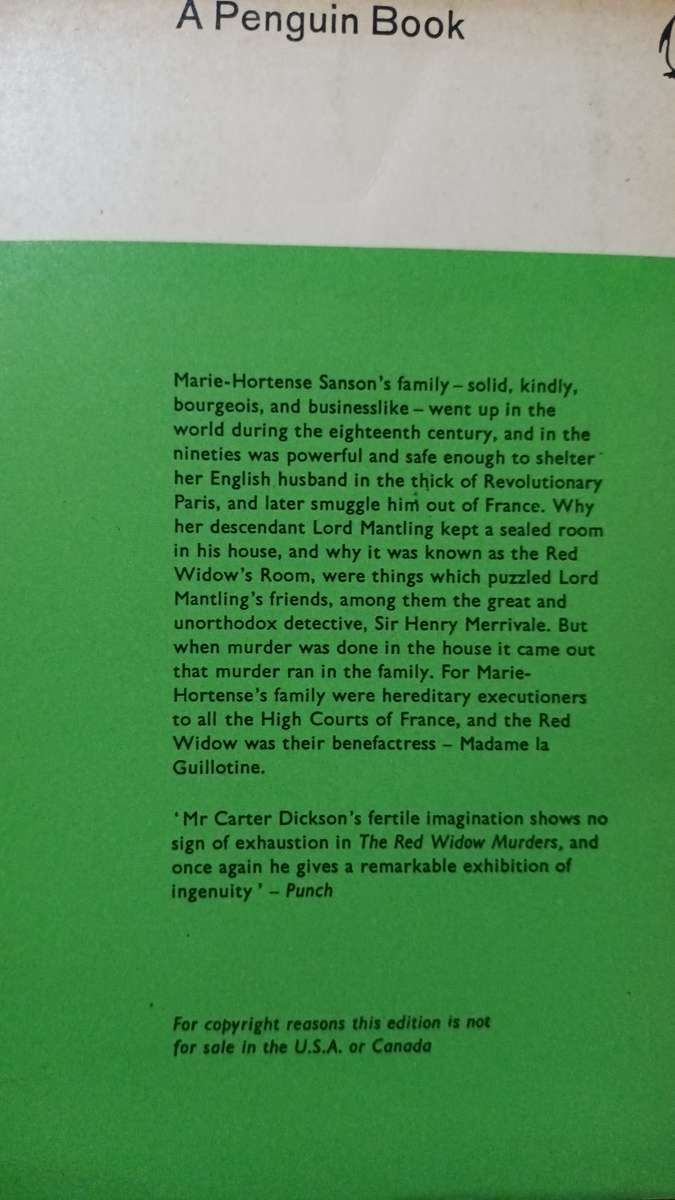 A Penguin Book
Marie-Hortense Sanson's family – solid, kindly,
bourgeois, and businesslike – went up in the
world during the eighteenth century, and in the
nineties was powerful and safe enough to shelter
her English husband in the thick of Revolutionary
Paris, and later smuggle him out of France. Why
her descendant Lord Mantling kept a sealed room
in his house, and why it was known as the Red
Widow's Room, were things which puzzled Lord
Mantling's friends, among them the great and
unorthodox detective, Sir Henry Merrivale. But
when murder was done in the house it came out
that murder ran in the family. For Marie-
Hortense's family were hereditary executioners
to all the High Courts of France, and the Red
Widow was their benefactress – Madame la
Guillotine.
'Mr Carter Dickson's fertile imagination shows no
sign of exhaustion in The Red Widow Murders, and
once again he gives a remarkable exhibition of
ingenuity' – Punch
For copyright reasons this edition is not
for sale in the U.S.A. or Canada